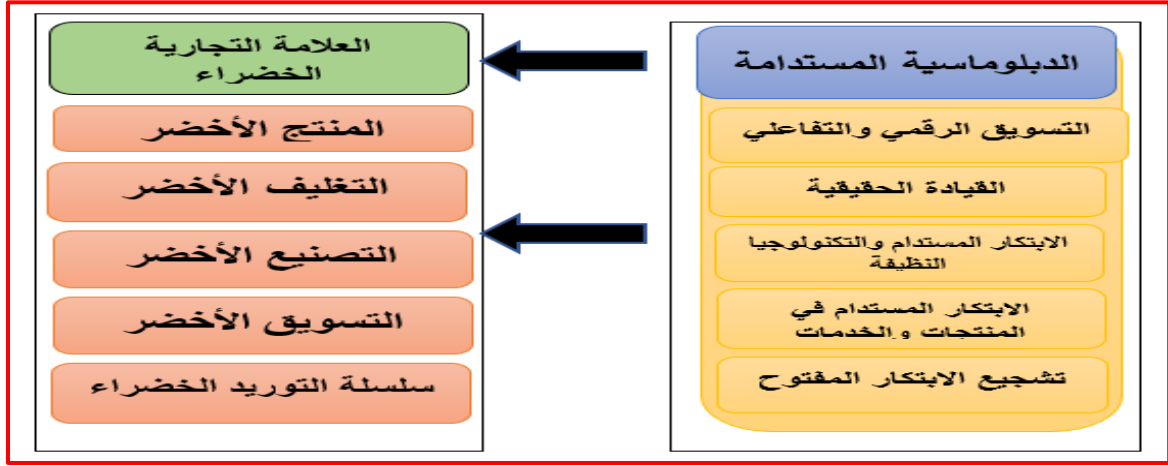 الدبلوماسية المستدامة
التسويق الرقمي والتفاعلي
القيادة الحقيقية
الابتكار المستدام والتكنولوجيا
النظيفة
الابتكار المستدام في
المنتجات والخدمات
تشجيع الابتكار المفتوح
العلامة التجارية
الخضراء
المنتج الأخضر
التغليف الأخضر
التصنيع الأخضر
التسويق الأخضر
سلسلة التوريد الخضراء